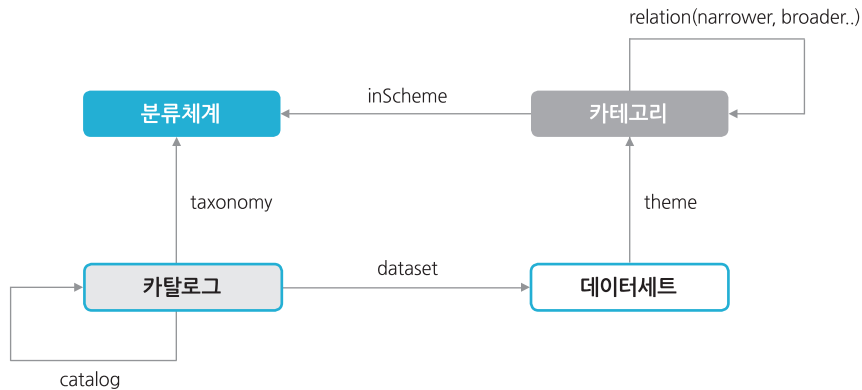 relation(narrower, broader..)
inScheme
분류체계
카테고리
taxonomy
theme
dataset
카탈로그
데이터세트
catalog